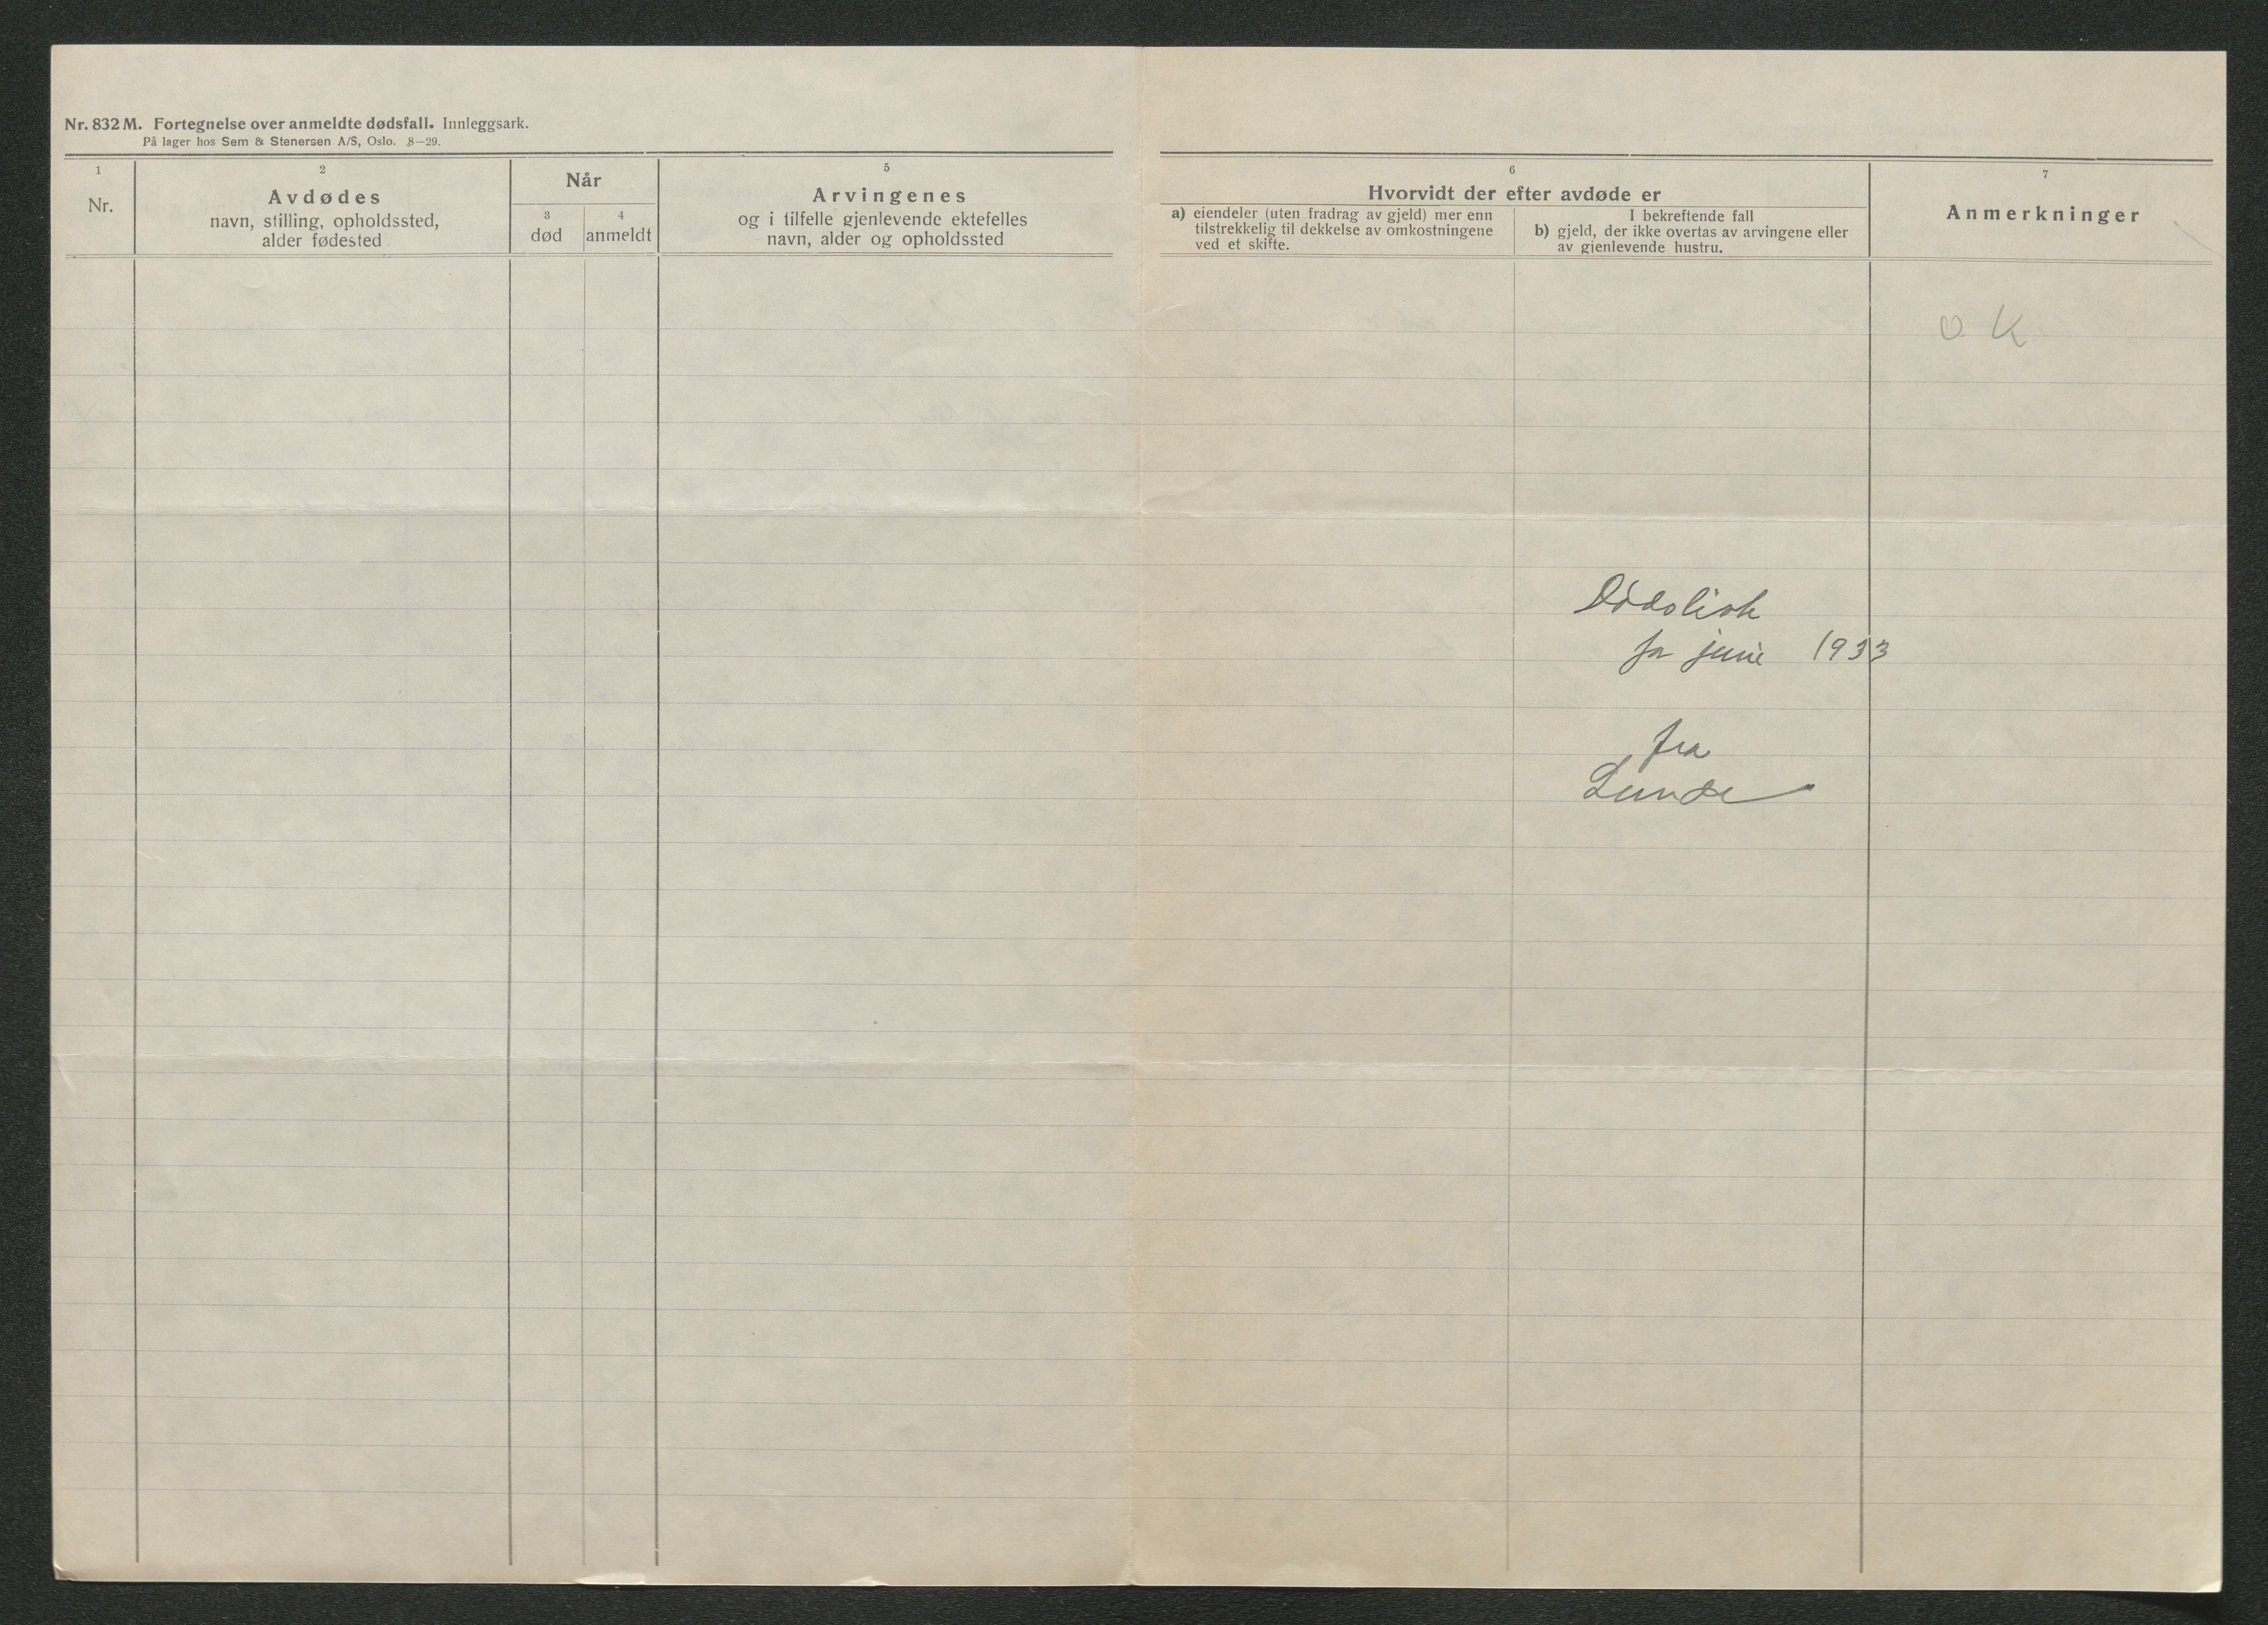 Nr. 832 M. Fortegnelse over anmeldte dødsfall. Innleggsark.
På lager hos Sem & Stenersen A/S, Oslo. 8—29.
1
Nr.
2
Avdødes
navn, stilling, opholdssted,
alder fødested
Når
3
død
4
anmeldt
5
Arvingenes
og i tilfelle gjenlevende ektefelles
navn, alder og opholdssted
6
Hvorvidt der efter avdøde er
a) eiendeler (uten fradrag av gjeld) mer enn
tilstrekkelig til dekkelse av omkostningene
ved et skifte.
I bekreftende fall
b) gjeld, der ikke overtas av arvingene eller
av gjenlevende hustru.
7
Anmerkninger
O K
Dødsliste
for juni 1933
fra
Lunde